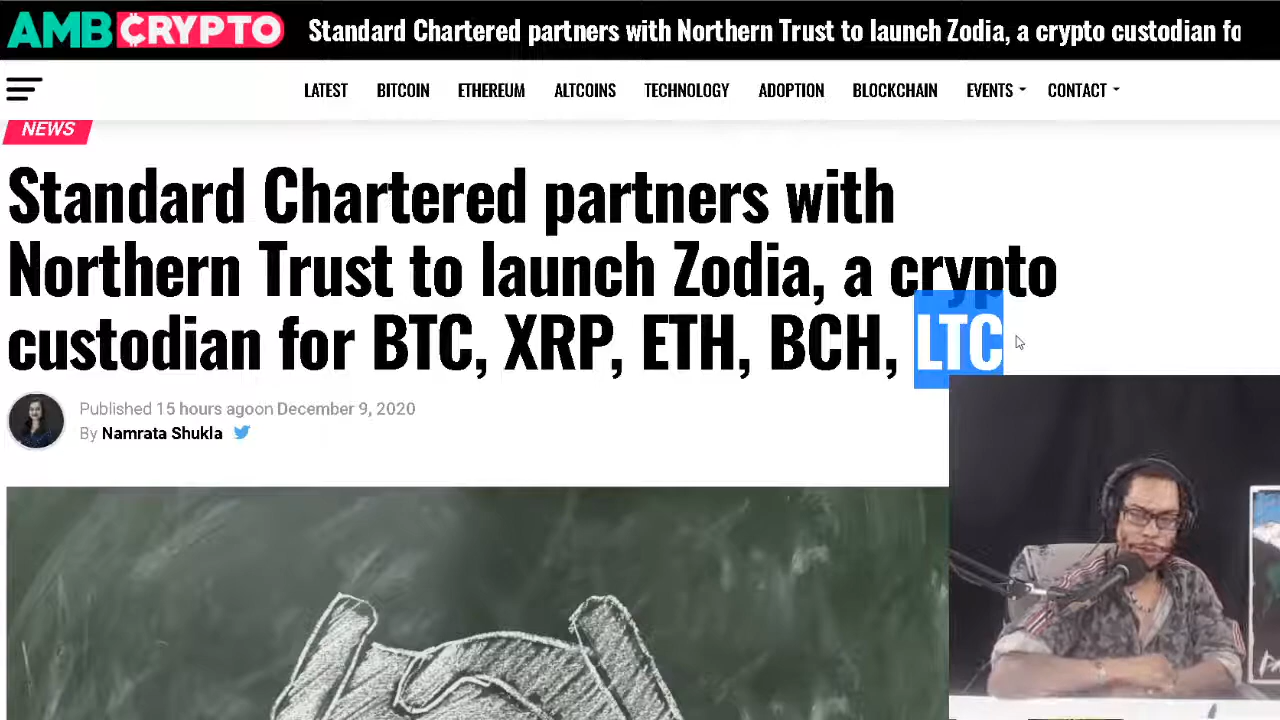 AMBCRYPTO
Standard Chartered partners with Northern Trust to launch Zodia, a crypto custodian fo
LATEST BITCOIN ETHEREUM ALTCOINS TECHNOLOGY ADOPTION BLOCKCHAIN EVENTS CONTACT
NEWS
Standard Chartered partners with
Northern Trust to launch Zodia, a crypto
custodian for BTC, XRP, ETH, BCH, LTC
Published 15 hours agoon December 9, 2020
By Namrata Shukla